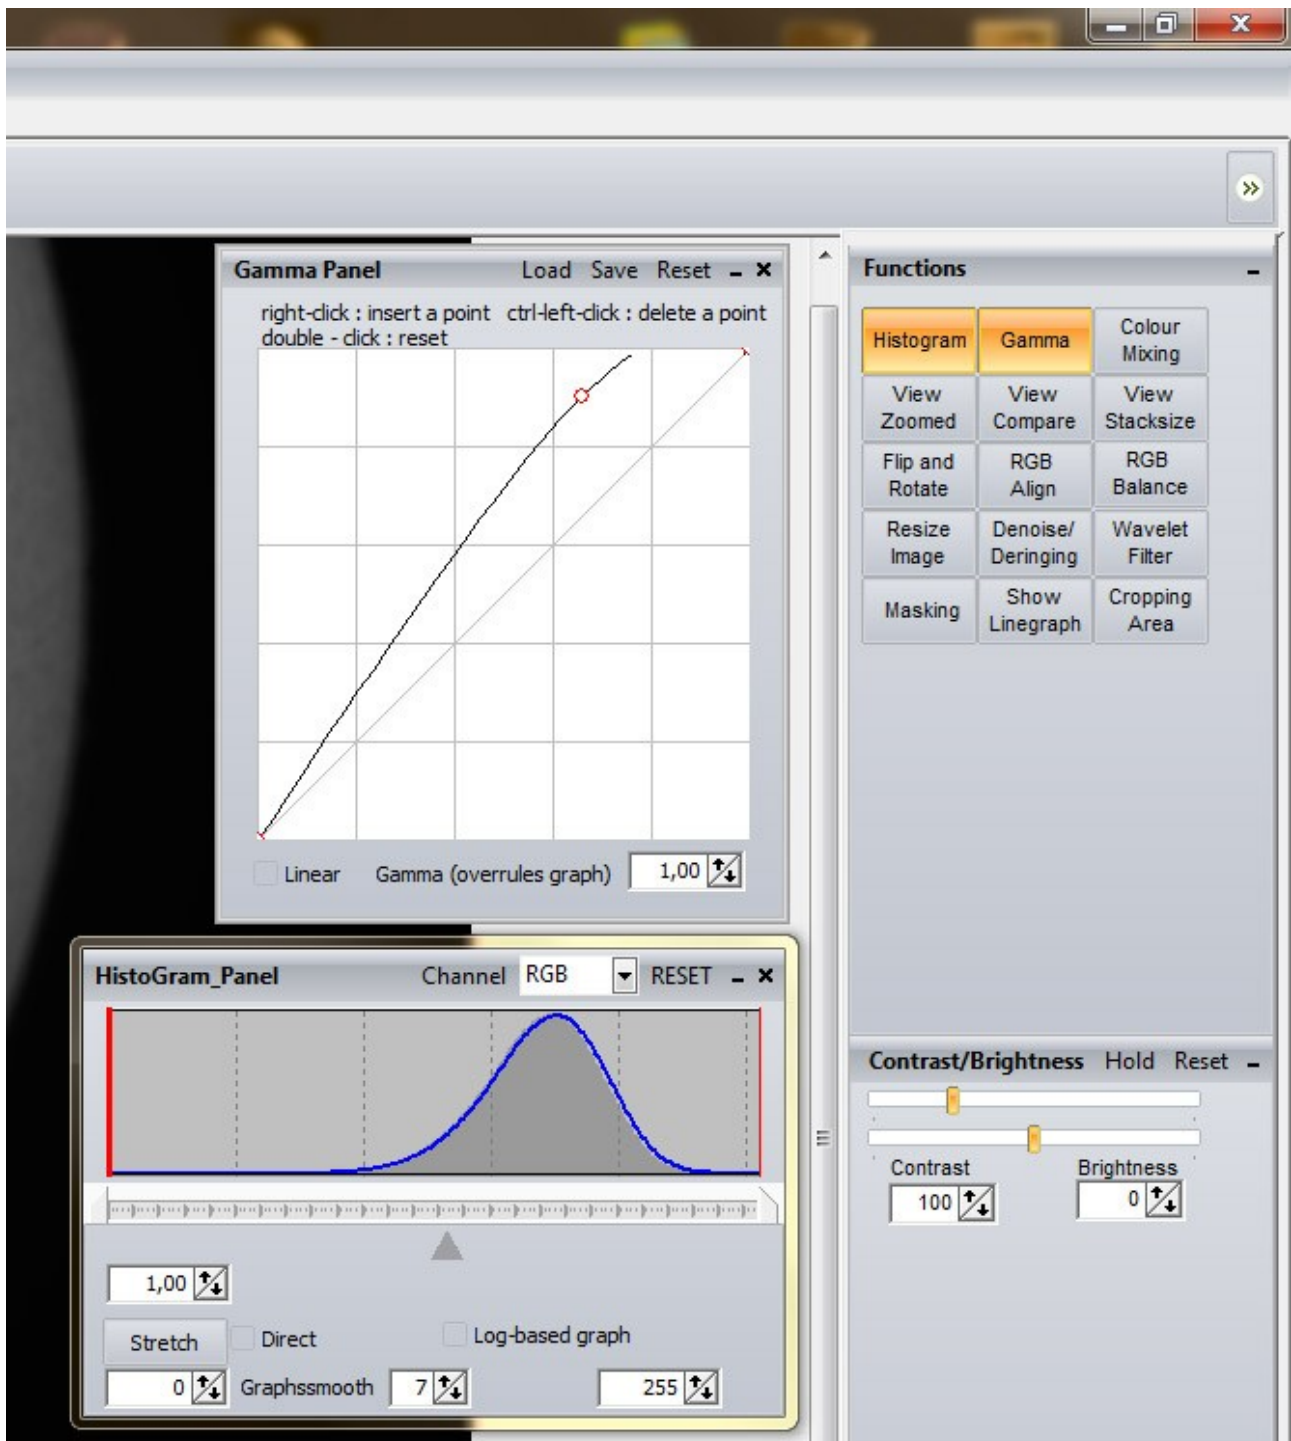 Gamma Panel Load Save Reset
right-click : insert a point ctrl-left-click : delete a point
double - click : reset
Linear Gamma (overrules graph) 1,00
HistoGram_Panel Channel RGB RESET
1,00
Stretch Direct Log-based graph
0 Graphssmooth 7 255
Functions
Histogram Gamma Colour
Mixing
View View View
Zoomed Compare Stacksize
Flip and RGB RGB
Rotate Align Balance
Resize Denoise/ Wavelet
Image Deringing Filter
Masking Show Cropping
Linegraph Area
Contrast/Brightness Hold Reset
Contrast Brightness
100 0